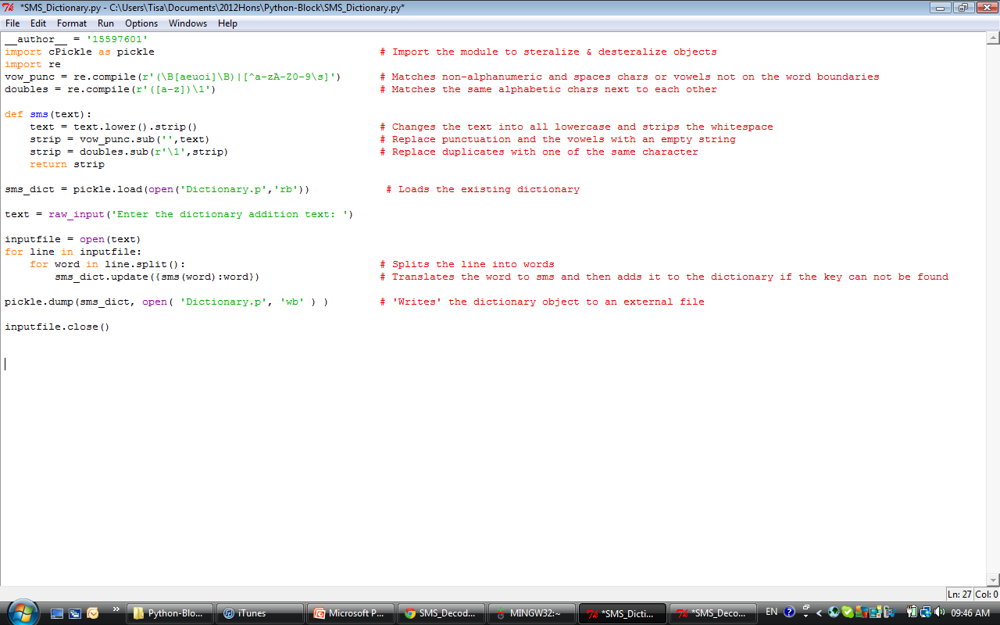 *SMS_Dictionary.py - C:\Users\Tisa\Documents\2012Hons\Python-Block\SMS_Dictionary.py*
File Edit Format Run Options Windows Help
__author__ = '15597601'
import cPickle as pickle # Import the module to steralize & desteralize objects
import re
vow_punc = re.compile(r'(\B[aeuoi]\B)|[^a-zA-Z0-9\s]') # Matches non-alphanumeric and spaces chars or vowels not on the word boundaries
doubles = re.compile(r'([a-z])\1') # Matches the same alphabetic chars next to each other
def sms(text):
    text = text.lower().strip() # Changes the text into all lowercase and strips the whitespace
    strip = vow_punc.sub('',text) # Replace punctuation and the vowels with an empty string
    strip = doubles.sub(r'\1',strip) # Replace duplicates with one of the same character
    return strip
sms_dict = pickle.load(open('Dictionary.p','rb')) # Loads the existing dictionary
text = raw_input('Enter the dictionary addition text: ')
inputfile = open(text)
for line in inputfile:
    for word in line.split(): # Splits the line into words
        sms_dict.update({sms(word):word}) # Translates the word to sms and then adds it to the dictionary if the key can not be found
pickle.dump(sms_dict, open( 'Dictionary.p', 'wb' ) ) # 'Writes' the dictionary object to an external file
inputfile.close()
Ln: 27 Col: 0
Python-Blo... iTunes Microsoft P... SMS_Decod... MINGW32:~ *SMS_Dicti... *SMS_Deco... EN 09:46 AM